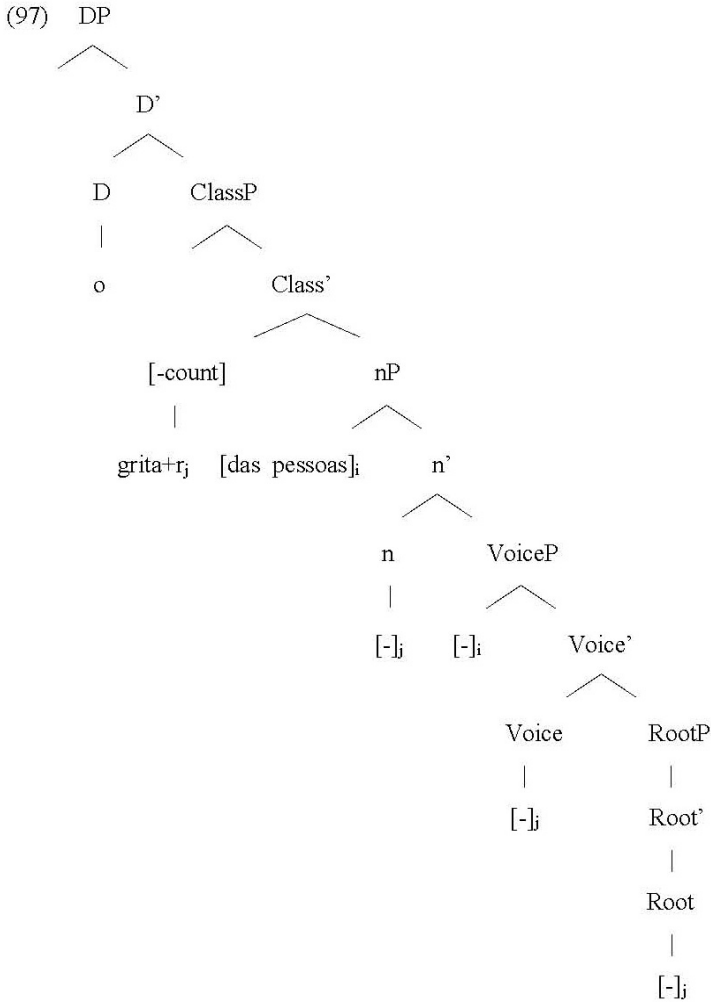 (97) DP
D’
D ClassP
o Class’
[-count] nP
grita+rj [das pessoas]i n’
n VoiceP
[-]j [-]i Voice’
Voice RootP
[-]j Root’
Root
[-]j